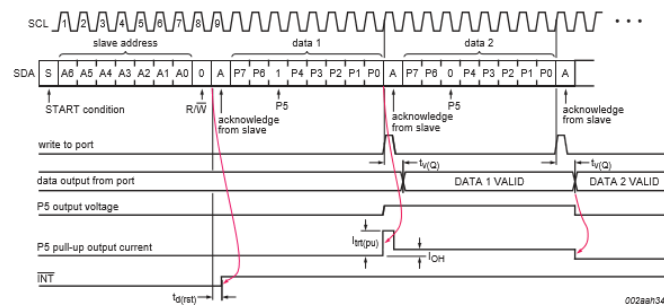 SCL 1 2 3 4 5 6 7 8 9
slave address data 1 data 2
SDA S A6 A5 A4 A3 A2 A1 A0 0 A P7 P6 1 P4 P3 P2 P1 P0 A P7 P6 0 P4 P3 P2 P1 P0 A
START condition R/W acknowledge from slave P5 acknowledge from slave P5 acknowledge from slave
write to port
tv(Q) tv(Q)
data output from port DATA 1 VALID DATA 2 VALID
P5 output voltage
Itrt(pu)
P5 pull-up output current
IOH
INT
td(rst)
002aah34